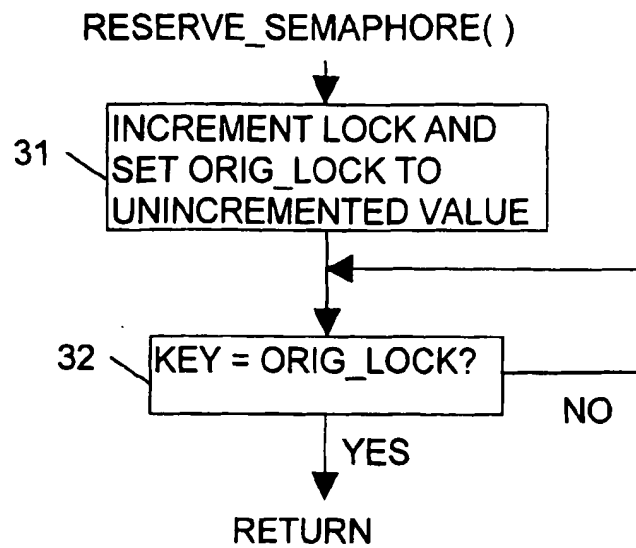 RESERVE_SEMAPHORE( )
31
INCREMENT LOCK AND
SET ORIG_LOCK TO
UNINCREMENTED VALUE
32
KEY = ORIG_LOCK?
NO
YES
RETURN